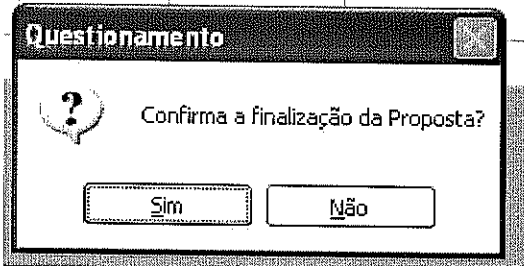 Questionamento
?
Confirma a finalização da Proposta?
Sim
Não